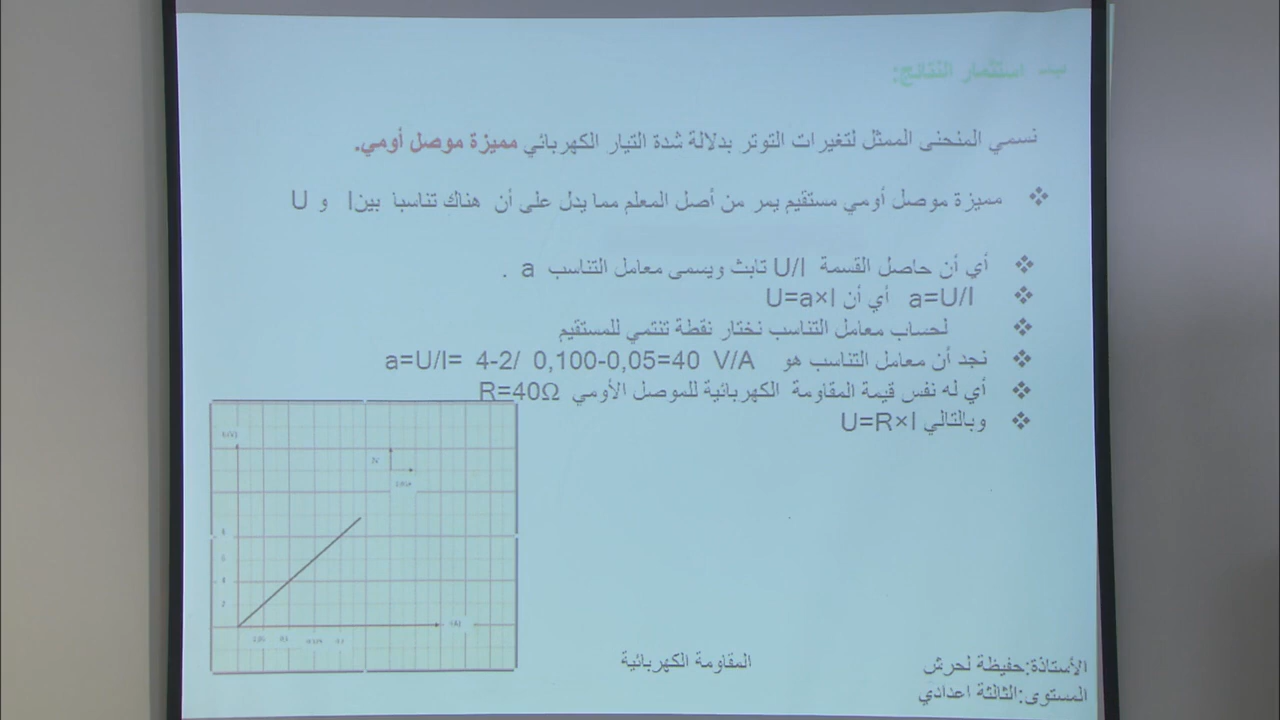 ب- استثمار النتائج:
نسمي المنحنى الممثل لتغيرات التوتر بدلالة شدة التيار الكهربائي مميزة موصل أومي.
❖ مميزة موصل أومي مستقيم يمر من أصل المعلم مما يدل على أن هناك تناسبا بين I و U
❖ أي أن حاصل القسمة U/I تابث ويسمى معامل التناسب a .
❖ a=U/I أي أن U=a×I
❖ لحساب معامل التناسب نختار نقطة تنتمي للمستقيم
❖ نجد أن معامل التناسب هو a=U/I= 4-2/ 0,100-0,05=40 V/A
❖ أي له نفس قيمة المقاومة الكهربائية للموصل الأومي R=40Ω
❖ وبالتالي U=R×I
4
2
المقاومة الكهربائية
الأستاذة:حفيظة لحرش
المستوى:الثالثة اعدادي